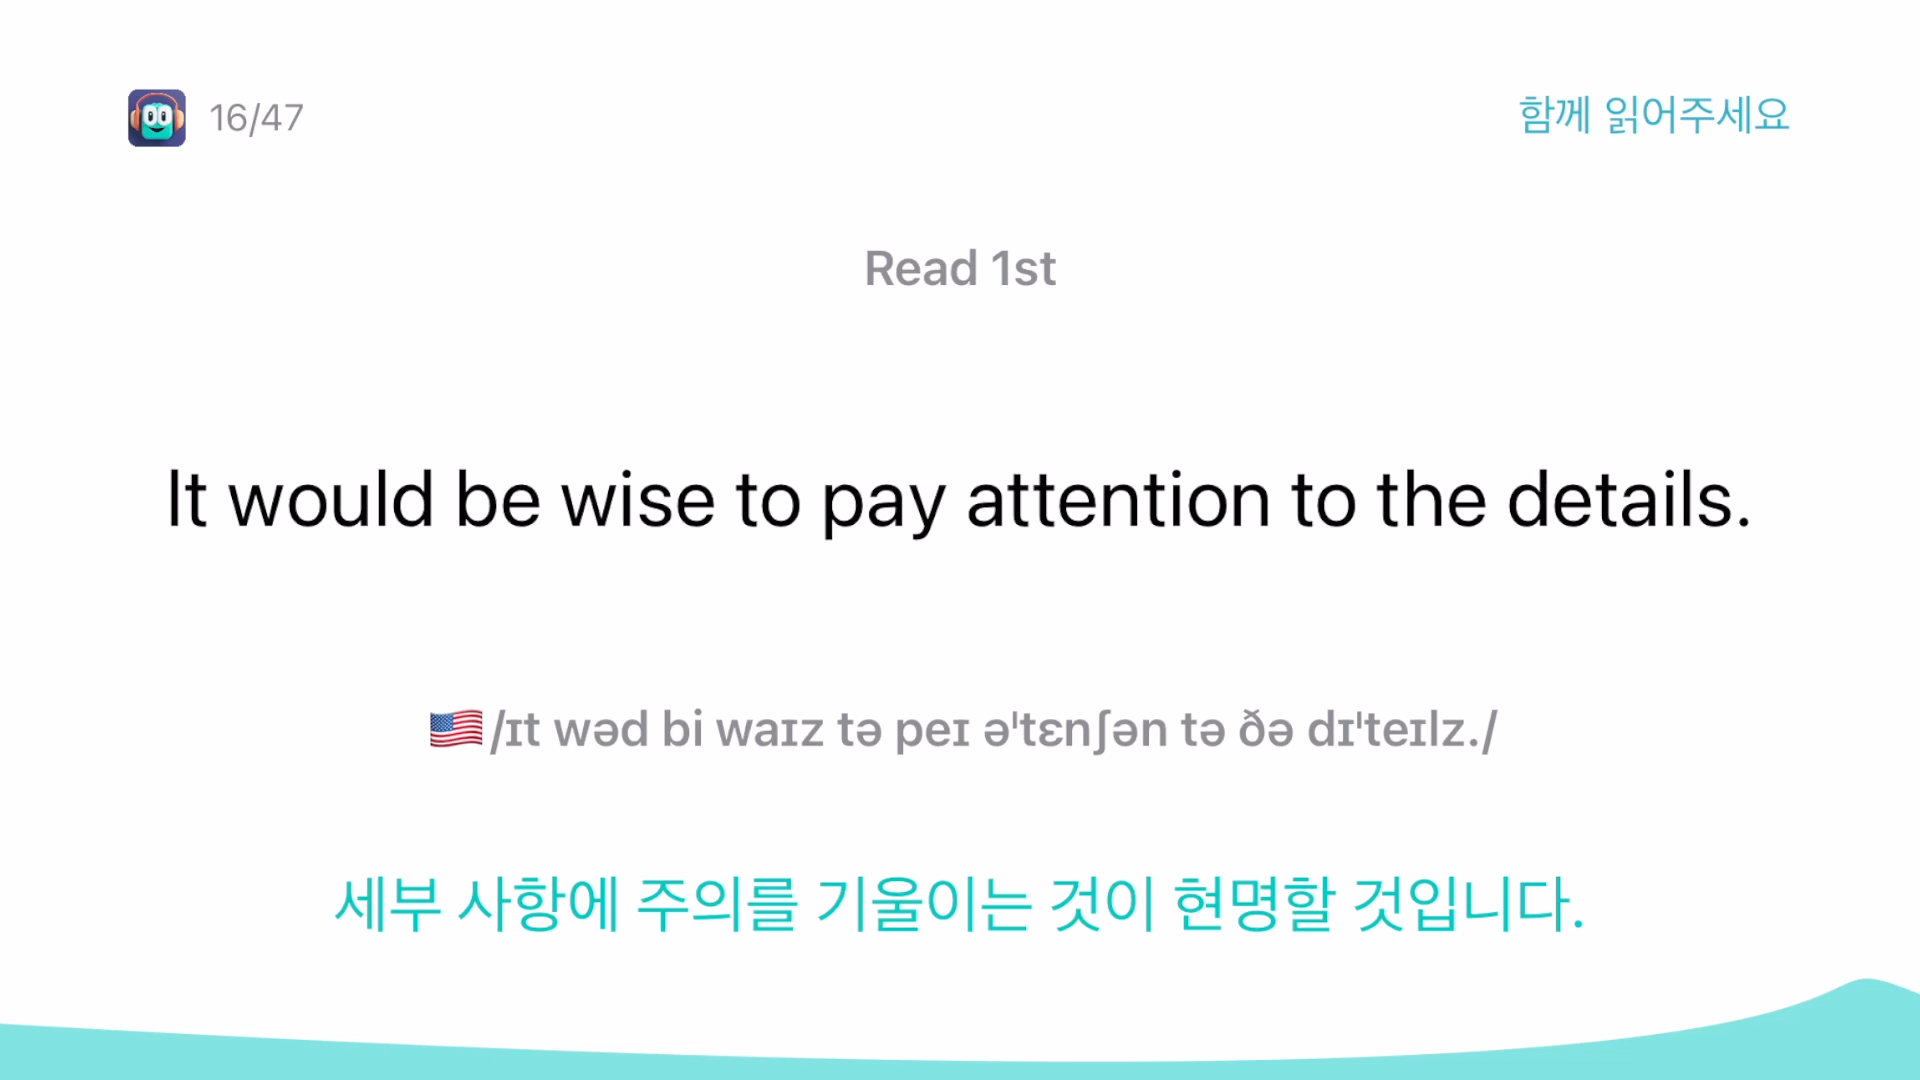 16/47
함께 읽어주세요
Read 1st
It would be wise to pay attention to the details.
/ɪt wəd bi waɪz tə peɪ əˈtɛnʃən tə ðə dɪˈteɪlz./
세부 사항에 주의를 기울이는 것이 현명할 것입니다.